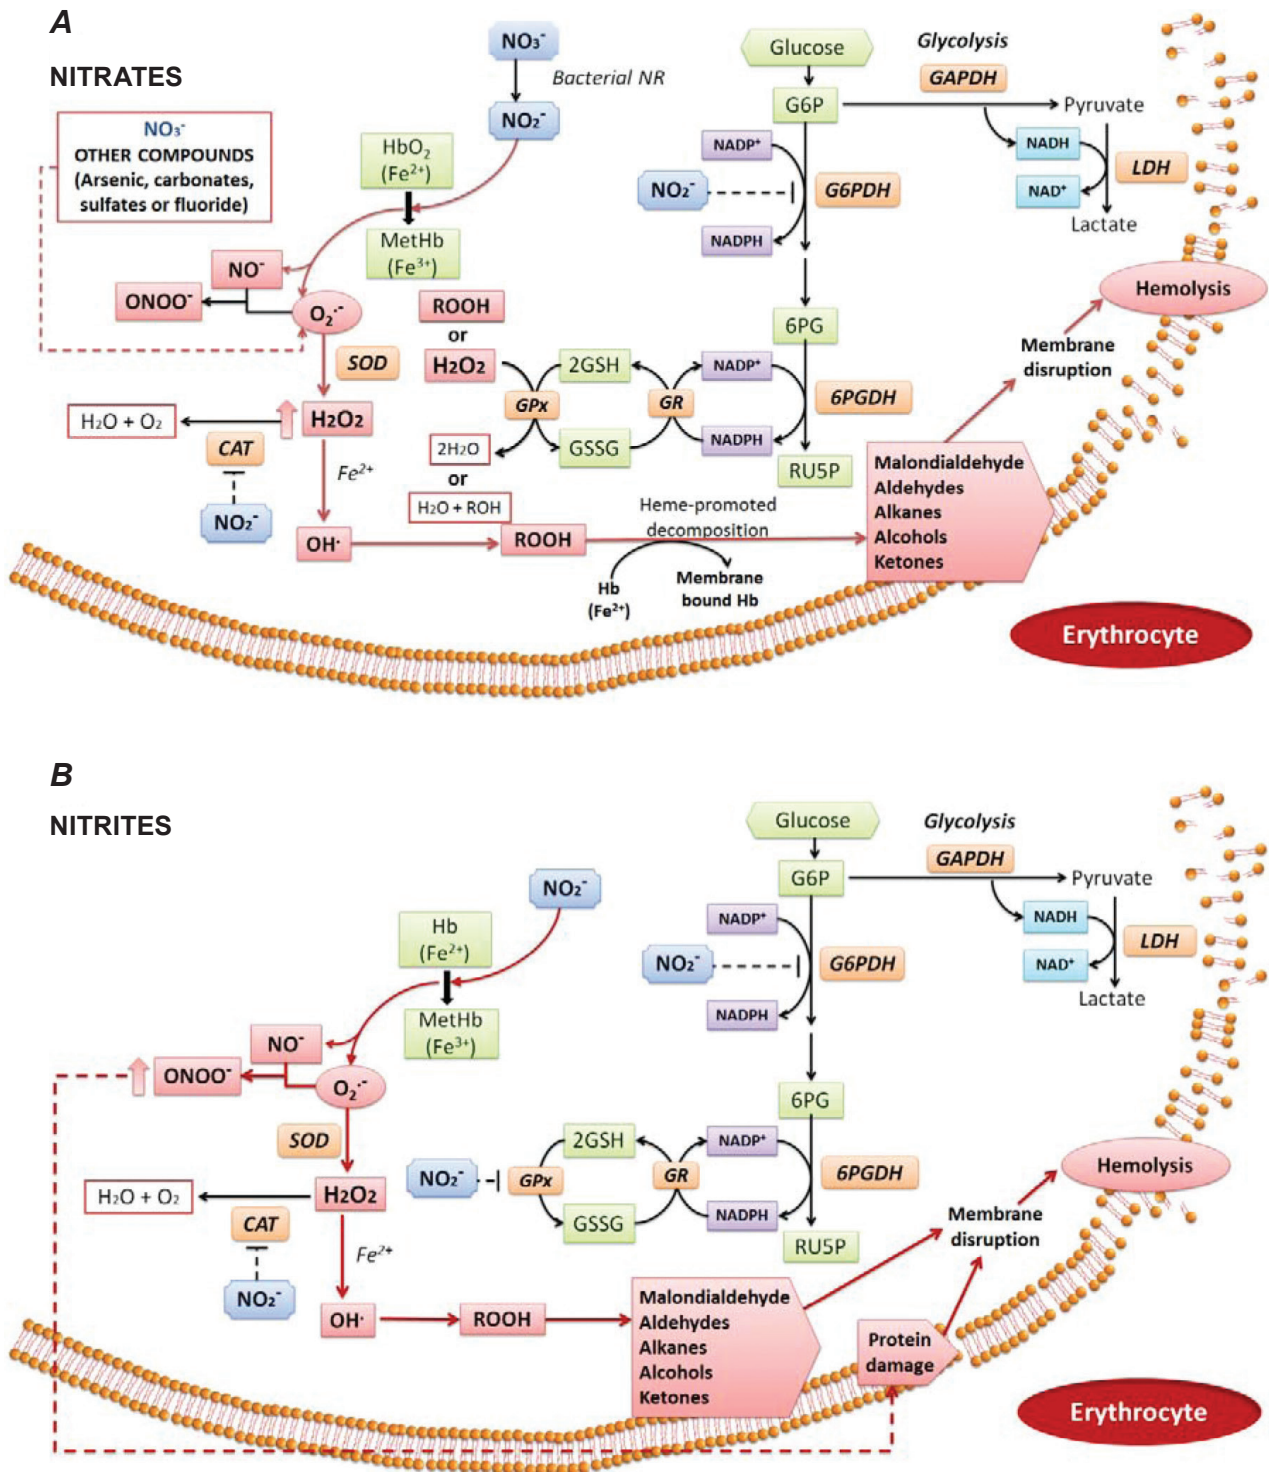 A
NITRATES
NO₃⁻
Bacterial NR
NO₂⁻
NO₃⁻
OTHER COMPOUNDS
(Arsenic, carbonates,
sulfates or fluoride)
HbO₂
(Fe²⁺)
MetHb
(Fe³⁺)
NO⁻
ONOO⁻
O₂·⁻
SOD
H₂O + O₂
H₂O₂
CAT
Fe²⁺
NO₂⁻
OH·
ROOH
or
H₂O₂
GPx
2H₂O
or
H₂O + ROH
2GSH
GSSG
GR
NADP⁺
NADPH
ROOH
Heme-promoted
decomposition
Hb
(Fe²⁺)
Membrane
bound Hb
Glucose
G6P
NADP⁺
NO₂⁻
G6PDH
NADPH
6PG
6PGDH
RU5P
Glycolysis
GAPDH
Pyruvate
NADH
LDH
NAD⁺
Lactate
Hemolysis
Membrane
disruption
Malondialdehyde
Aldehydes
Alkanes
Alcohols
Ketones
Erythrocyte
B
NITRITES
NO₂⁻
Hb
(Fe²⁺)
MetHb
(Fe³⁺)
NO⁻
ONOO⁻
O₂·⁻
SOD
H₂O + O₂
H₂O₂
CAT
Fe²⁺
NO₂⁻
OH·
ROOH
NO₂⁻
GPx
2GSH
GSSG
GR
NADP⁺
NADPH
Glucose
G6P
NADP⁺
NO₂⁻
G6PDH
NADPH
6PG
6PGDH
RU5P
Glycolysis
GAPDH
Pyruvate
NADH
LDH
NAD⁺
Lactate
Hemolysis
Membrane
disruption
Malondialdehyde
Aldehydes
Alkanes
Alcohols
Ketones
Protein
damage
Erythrocyte